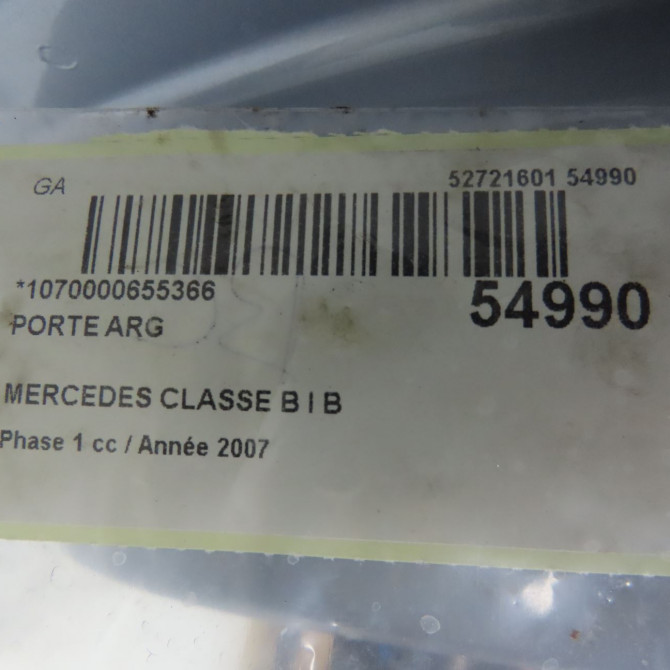 GA
52721601 54990
*1070000655366
54990
PORTE ARG
MERCEDES CLASSE B I B
Phase 1 cc / Année 2007